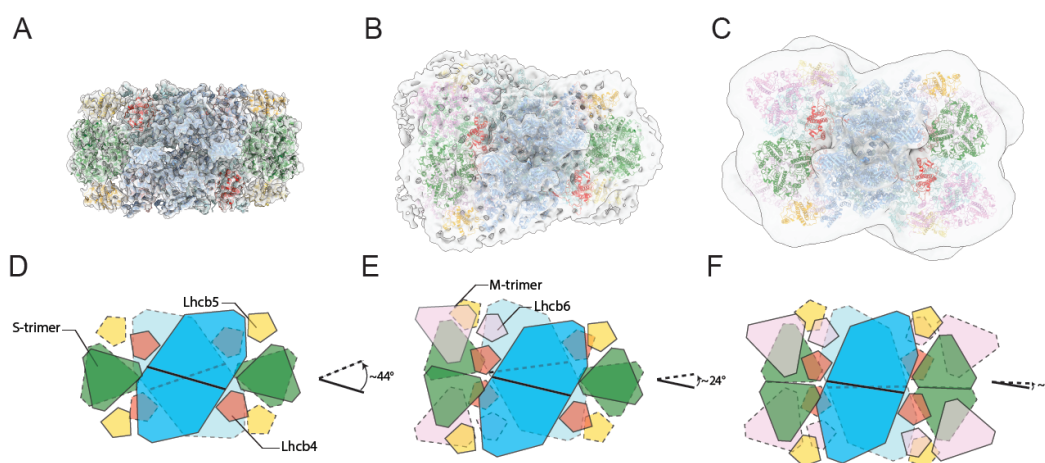 A
B
C
D
E
F
Lhcb5
S-trimer
~44°
Lhcb4
M-trimer
Lhcb6
~24°
~